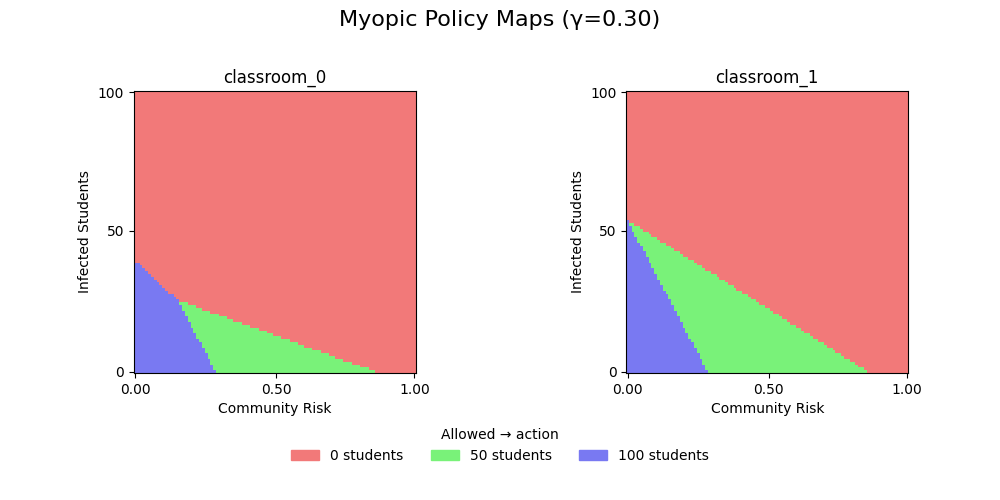 Myopic Policy Maps (γ=0.30)
classroom_0
classroom_1
100
50
0
Infected Students
0.00 0.50 1.00
Community Risk
100
50
0
Infected Students
0.00 0.50 1.00
Community Risk
Allowed → action
0 students 50 students 100 students